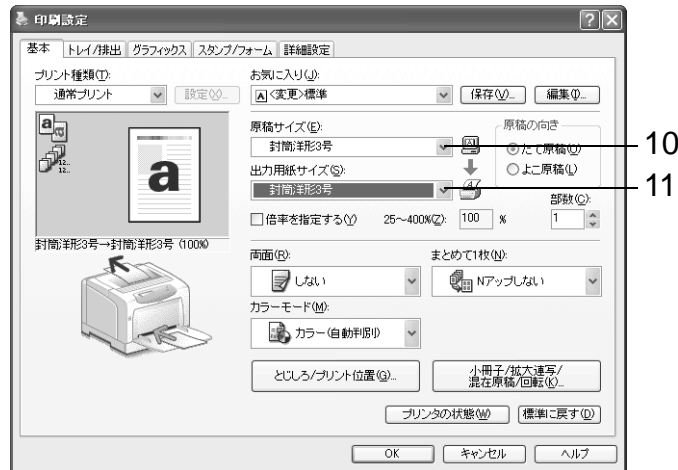 印刷設定
基本 トレイ/排出 グラフィックス スタンプ/フォーム 詳細設定
プリント種類(T):
通常プリント 設定(X)...
お気に入り(J):
A <変更>標準 保存(V)... 編集(I)...
原稿サイズ(E):
封筒洋形3号
10
出力用紙サイズ(S):
封筒洋形3号
11
原稿の向き
たて原稿(O)
よこ原稿(L)
倍率を指定する(Y) 25～400%(Z): 100 %
部数(C):
1
a
a
12..
12..
a
封筒洋形3号→封筒洋形3号 (100%)
両面(R):
しない
まとめて1枚(N):
Nアップしない
カラーモード(M):
カラー(自動判別)
とじしろ/プリント位置(G)...
小冊子/拡大連写/
混在原稿/回転(K)...
プリンタの状態(W) 標準に戻す(D)
OK キャンセル ヘルプ